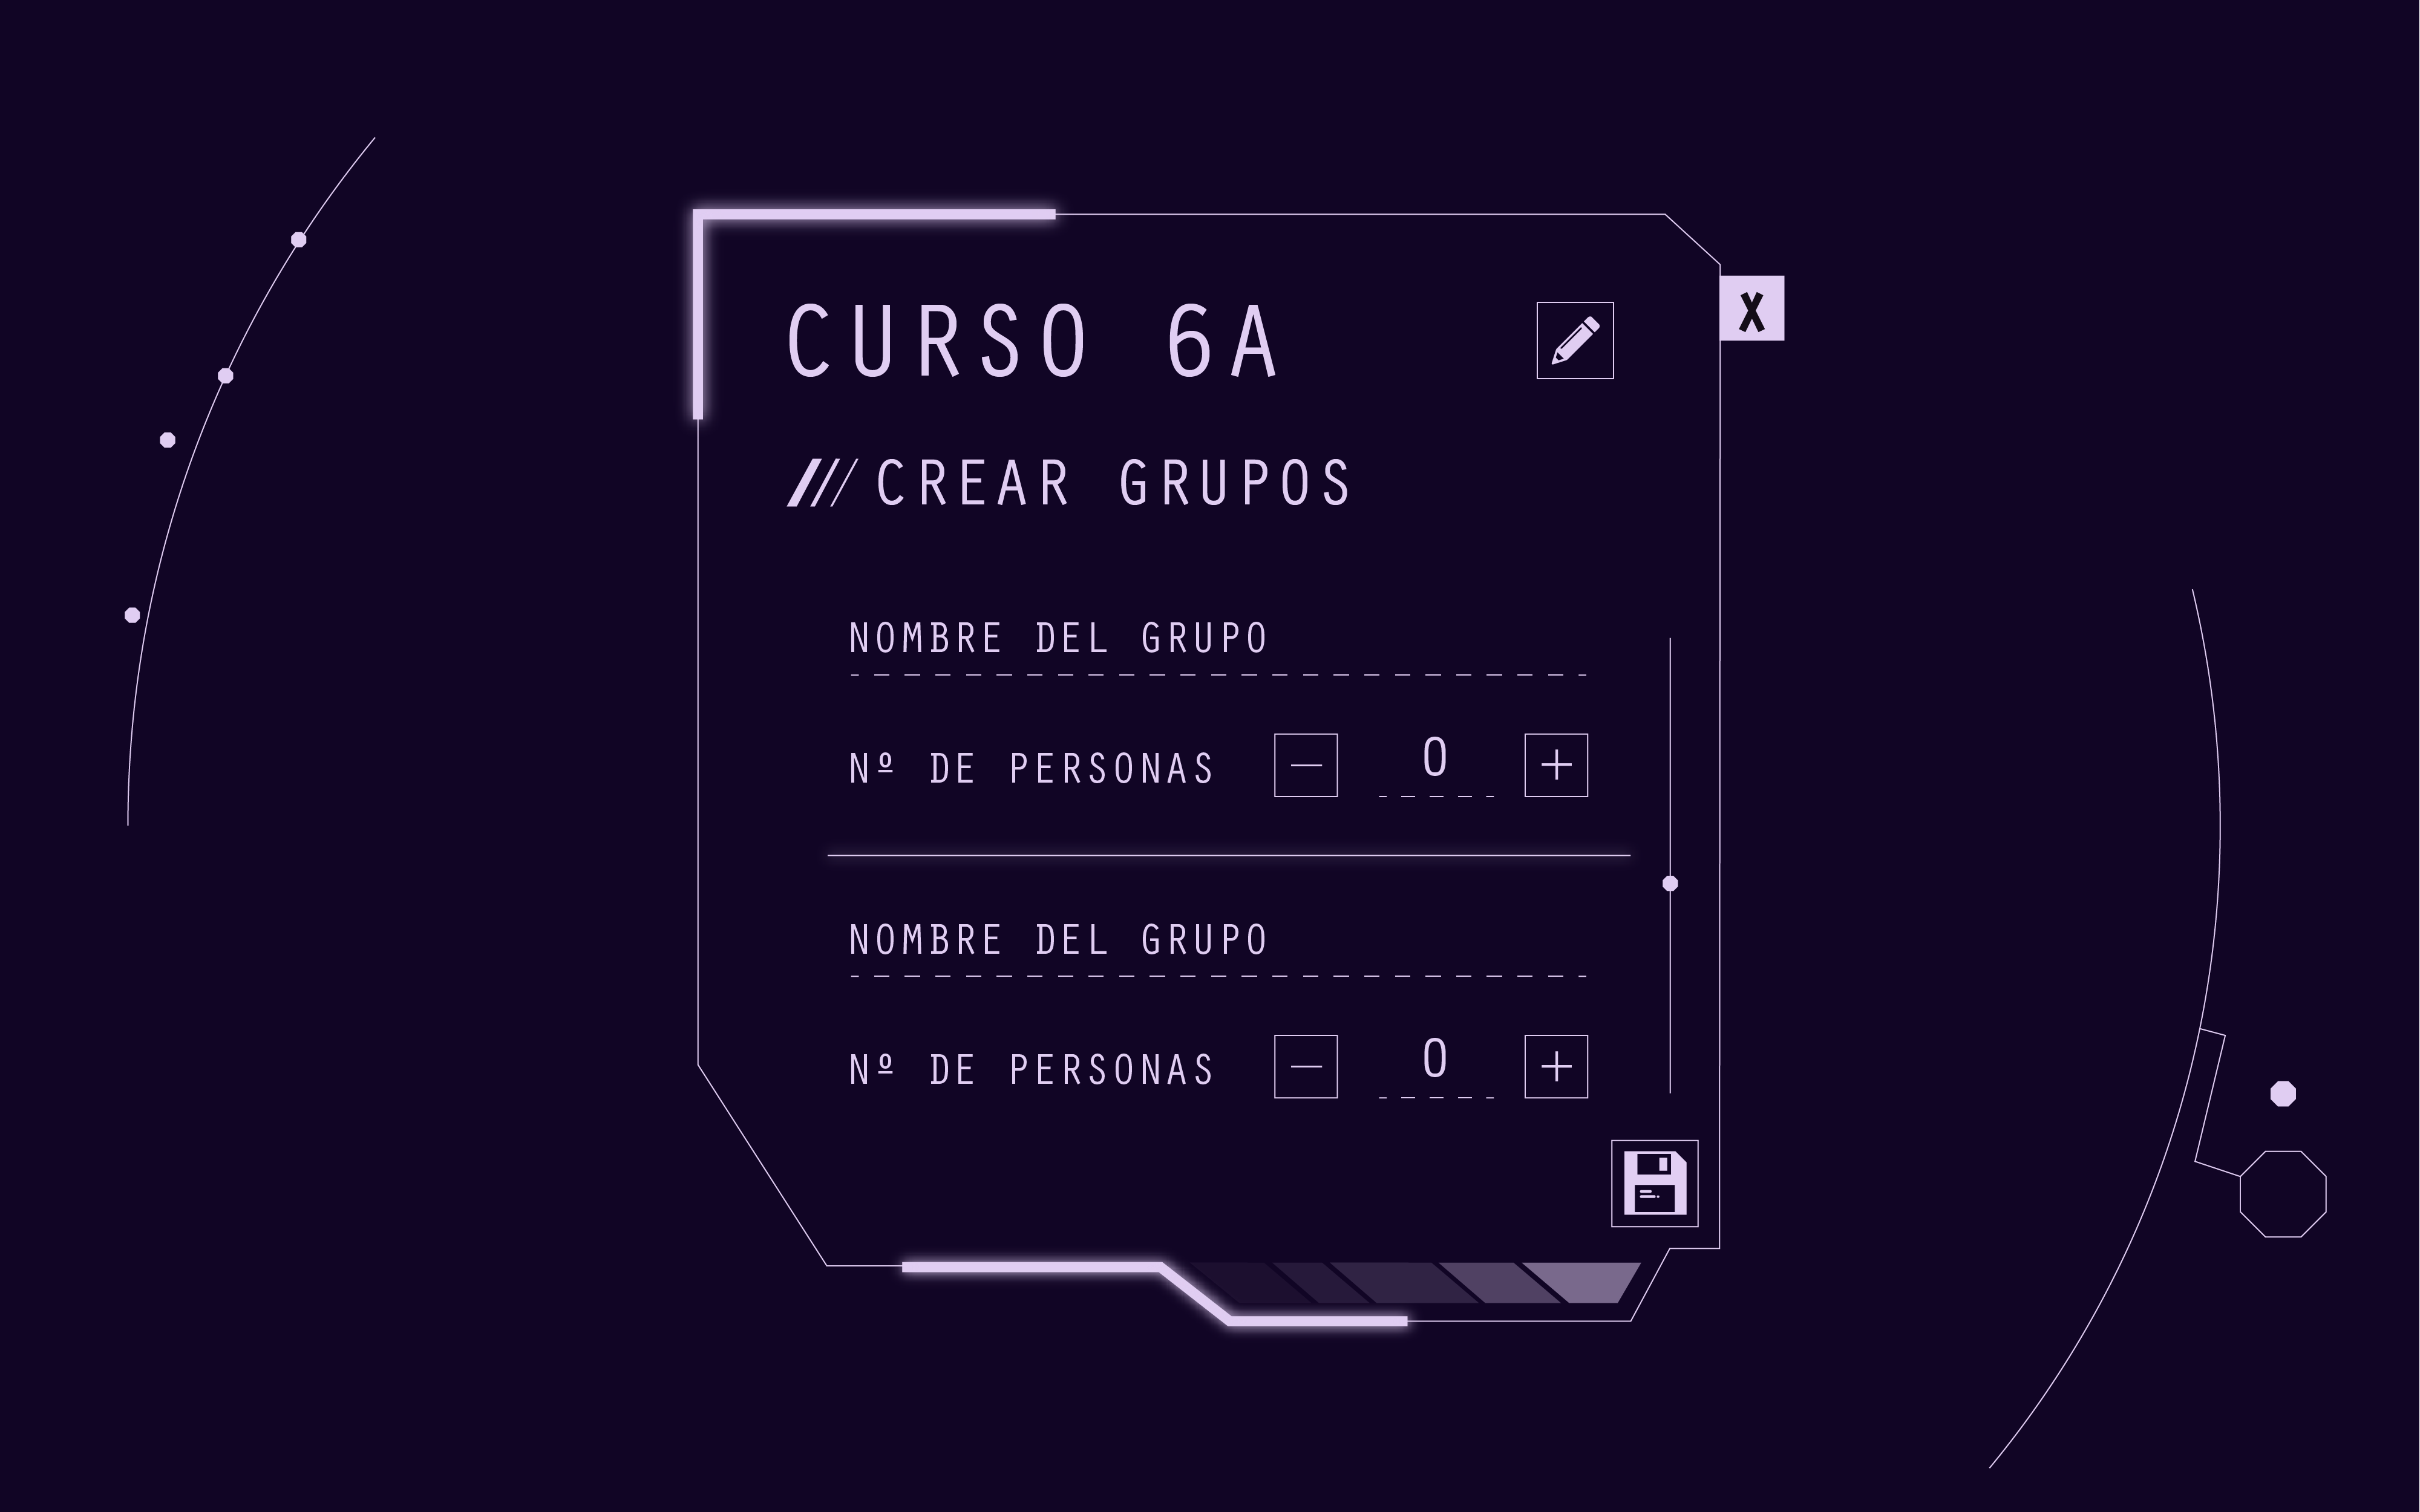 CURSO 6A
X
/// CREAR GRUPOS
NOMBRE DEL GRUPO
Nº DE PERSONAS — 0 +
NOMBRE DEL GRUPO
Nº DE PERSONAS — 0 +